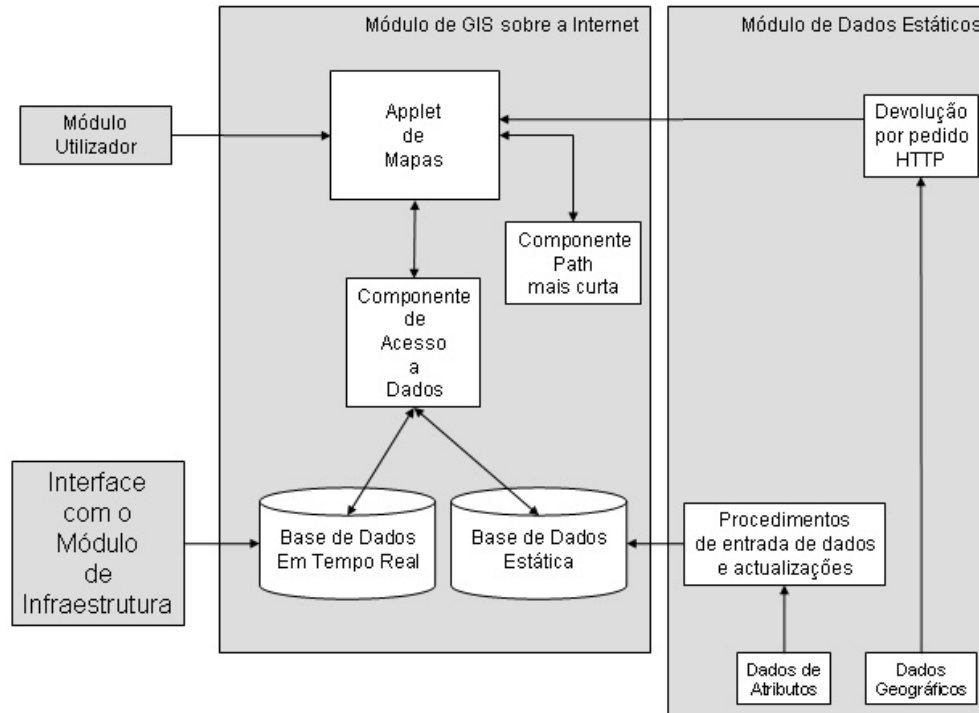 Módulo de GIS sobre a Internet
Módulo de Dados Estáticos
Módulo
Utilizador
Applet
de
Mapas
Devolução
por pedido
HTTP
Componente
Path
mais curta
Componente
de
Acesso
a
Dados
Interface
com o
Módulo
de
Infraestrutura
Base de Dados
Em Tempo Real
Base de Dados
Estática
Procedimentos
de entrada de dados
e actualizações
Dados de
Atributos
Dados
Geográficos